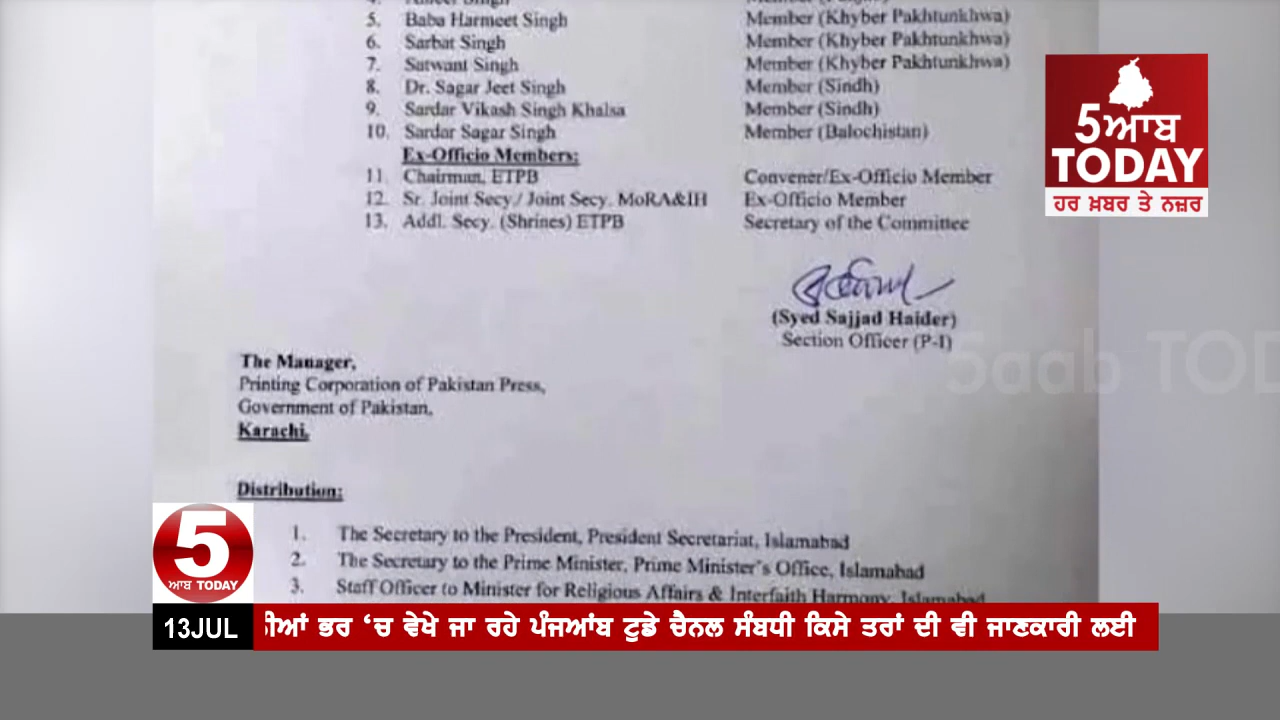 5. Baba Harmeet Singh Member (Khyber Pakhtunkhwa)
6. Sarbat Singh Member (Khyber Pakhtunkhwa)
7. Satwant Singh Member (Khyber Pakhtunkhwa)
8. Dr. Sagar Jeet Singh Member (Sindh)
9. Sardar Vikash Singh Khalsa Member (Sindh)
10. Sardar Sagar Singh Member (Balochistan)
Ex-Officio Members:
11. Chairman, ETPB Convener/Ex-Officio Member
12. Sr. Joint Secy./ Joint Secy. MoRA&IH Ex-Officio Member
13. Addl. Secy. (Shrines) ETPB Secretary of the Committee
(Syed Sajjad Haider)
Section Officer (P-I)
The Manager,
Printing Corporation of Pakistan Press,
Government of Pakistan,
Karachi.
Distribution:
1. The Secretary to the President, President Secretariat, Islamabad
2. The Secretary to the Prime Minister, Prime Minister's Office, Islamabad
3. Staff Officer to Minister for Religious Affairs & Interfaith Harmony, Islamabad
5ਆਬ
TODAY
ਹਰ ਖ਼ਬਰ ਤੇ ਨਜ਼ਰ
5aab TOD
5
ਆਬ TODAY
13JUL
ੀਆਂ ਭਰ ‘ਚ ਵੇਖੇ ਜਾ ਰਹੇ ਪੰਜਆਂਬ ਟੁਡੇ ਚੈਨਲ ਸੰਬਧੀ ਕਿਸੇ ਤਰਾਂ ਦੀ ਵੀ ਜਾਣਕਾਰੀ ਲਈ